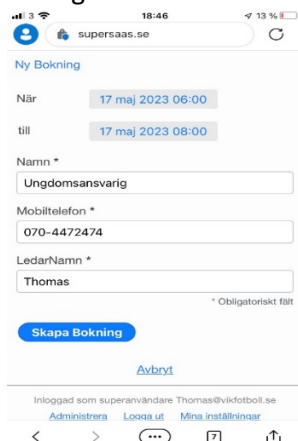 3 18:46 13 %
supersaas.se
Ny Bokning
När 17 maj 2023 06:00
till 17 maj 2023 08:00
Namn *
Ungdomsansvarig
Mobiltelefon *
070-4472474
LedarNamn *
Thomas
* Obligatoriskt fält
Skapa Bokning
Avbryt
Inloggad som superanvändare Thomas@vikfotboll.se
Administrera Logga ut Mina inställningar
7